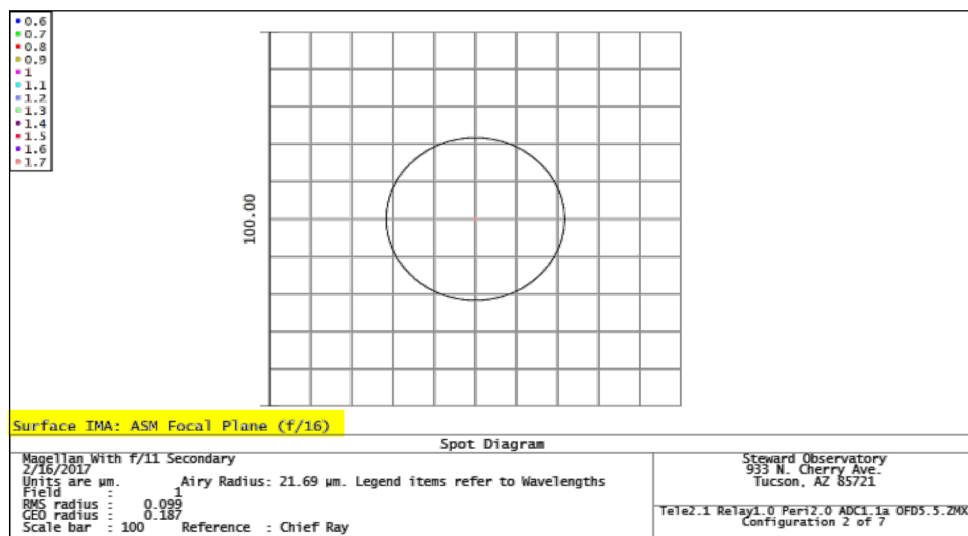 0.6
0.7
0.8
0.9
1
1.1
1.2
1.3
1.4
1.5
1.6
1.7
100.00
Surface IMA: ASM Focal Plane (f/16)
Spot Diagram
Magellan With f/11 Secondary
2/16/2017
Units are µm. Airy Radius: 21.69 µm. Legend items refer to Wavelengths
Field : 1
RMS radius : 0.099
GEO radius : 0.187
Scale bar : 100 Reference : Chief Ray
Steward Observatory
933 N. Cherry Ave.
Tucson, AZ 85721
Tele2.1 Relay1.0 Peri2.0 ADC1.1a OFD5.5.ZMX
Configuration 2 of 7